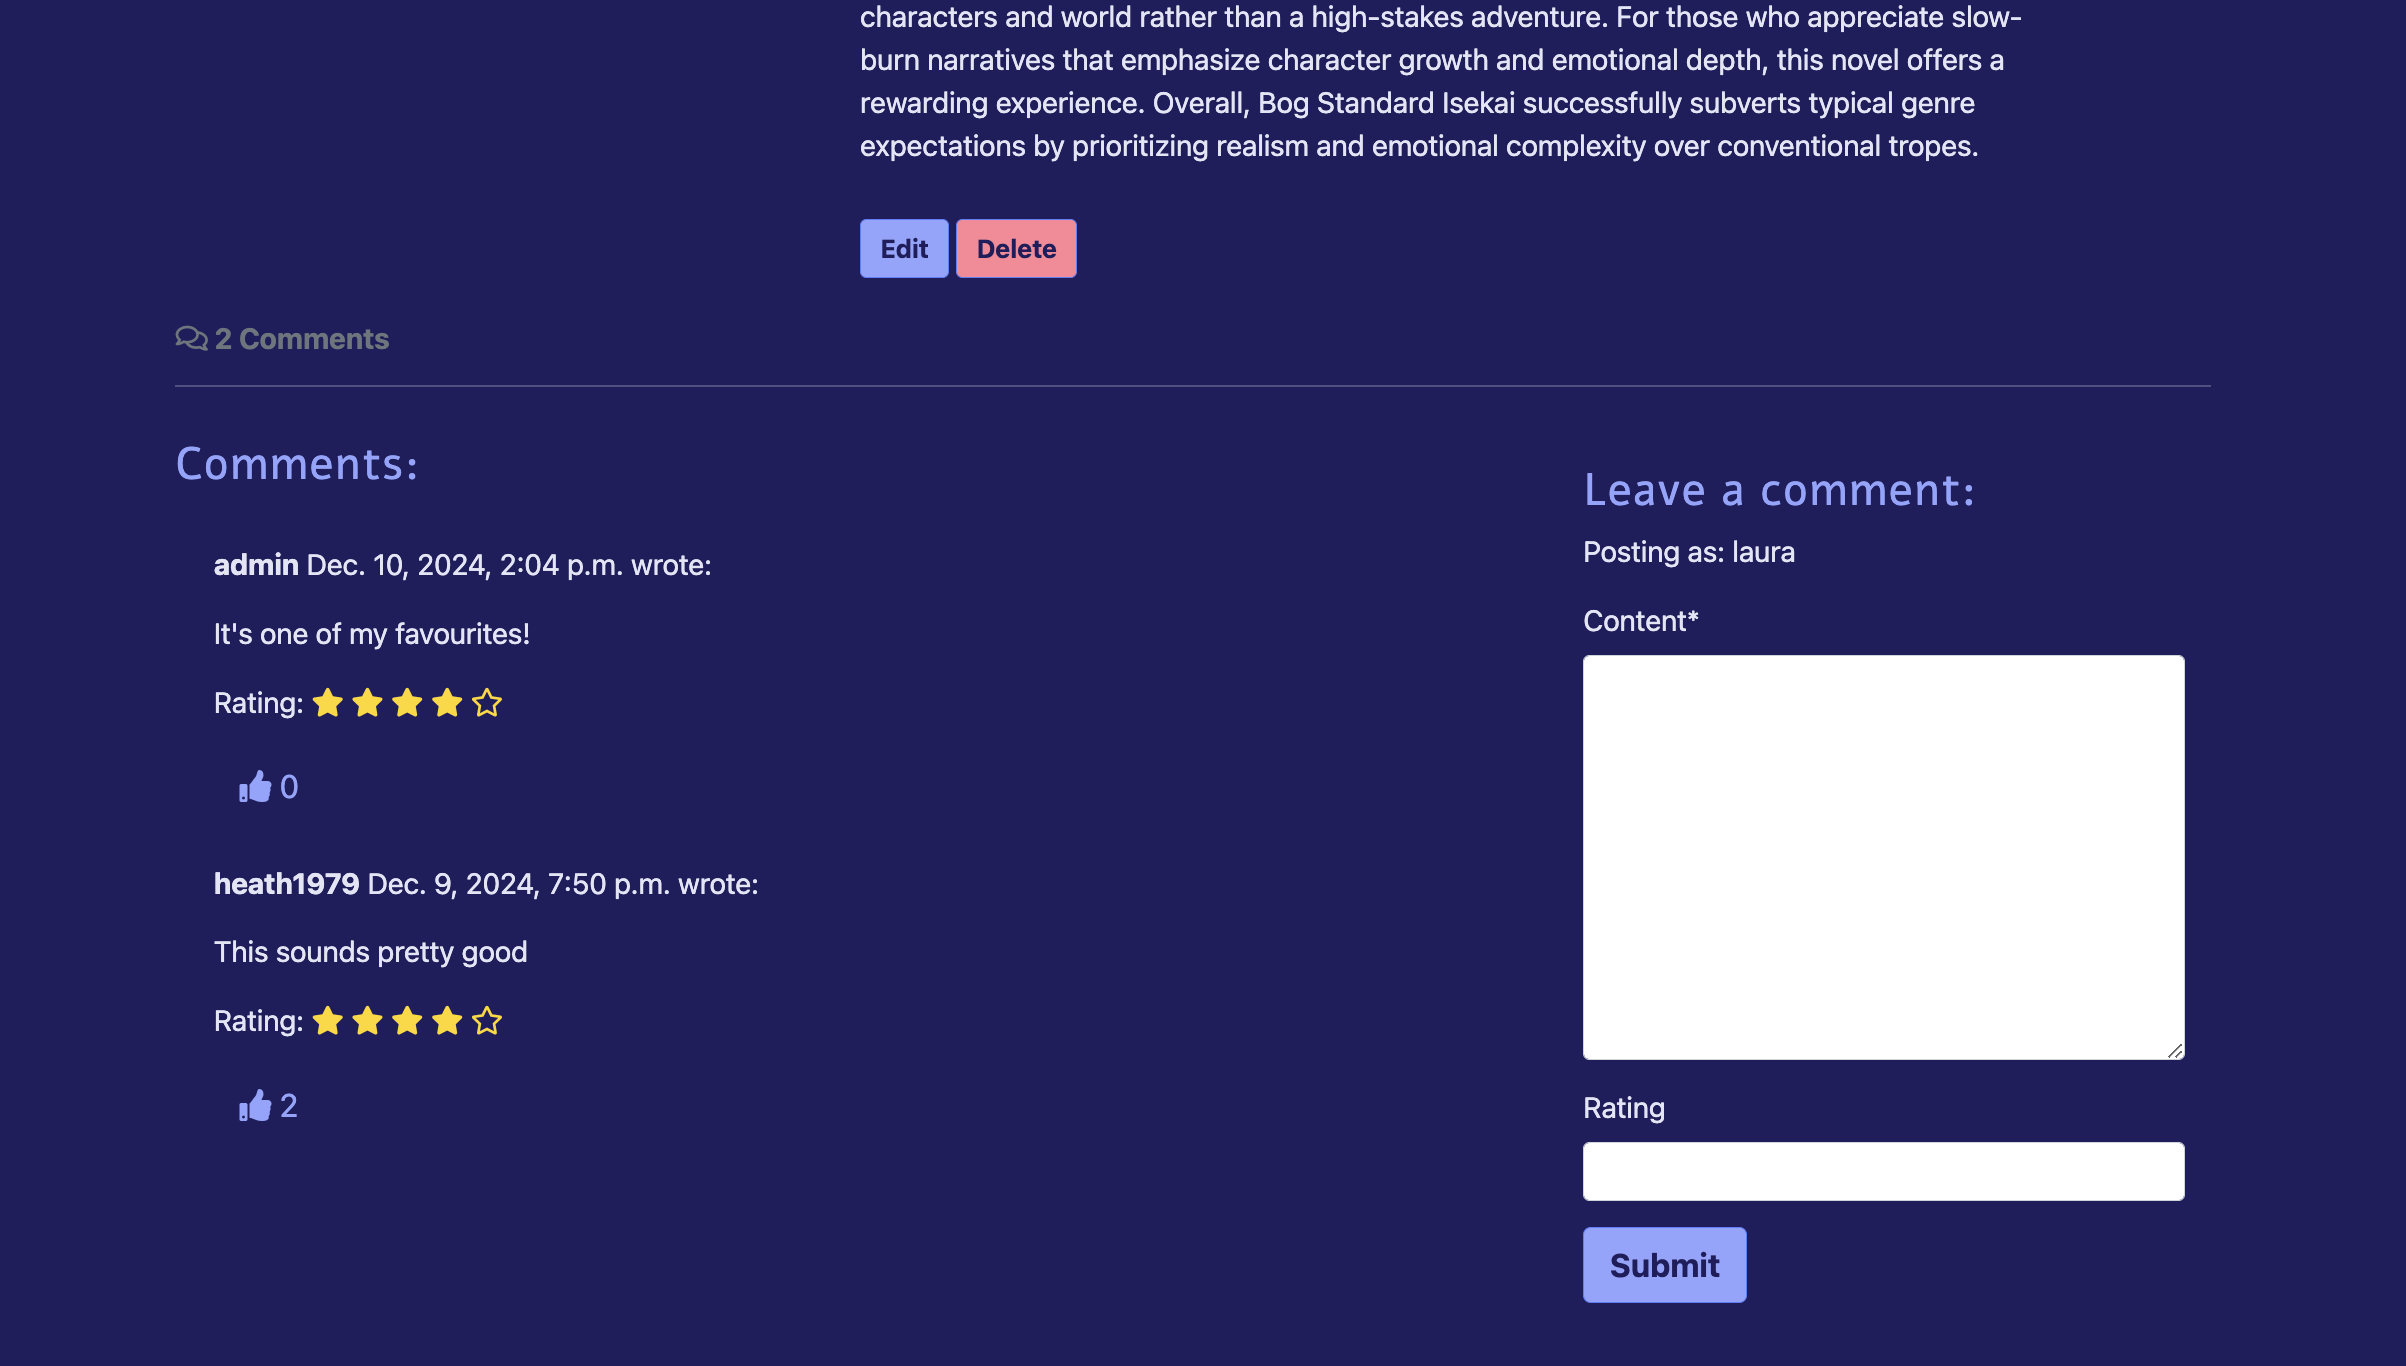 characters and world rather than a high-stakes adventure. For those who appreciate slow-
burn narratives that emphasize character growth and emotional depth, this novel offers a
rewarding experience. Overall, Bog Standard Isekai successfully subverts typical genre
expectations by prioritizing realism and emotional complexity over conventional tropes.
Edit Delete
2 Comments
Comments:
admin Dec. 10, 2024, 2:04 p.m. wrote:
It's one of my favourites!
Rating:
0
heath1979 Dec. 9, 2024, 7:50 p.m. wrote:
This sounds pretty good
Rating:
2
Leave a comment:
Posting as: laura
Content*
Rating
Submit